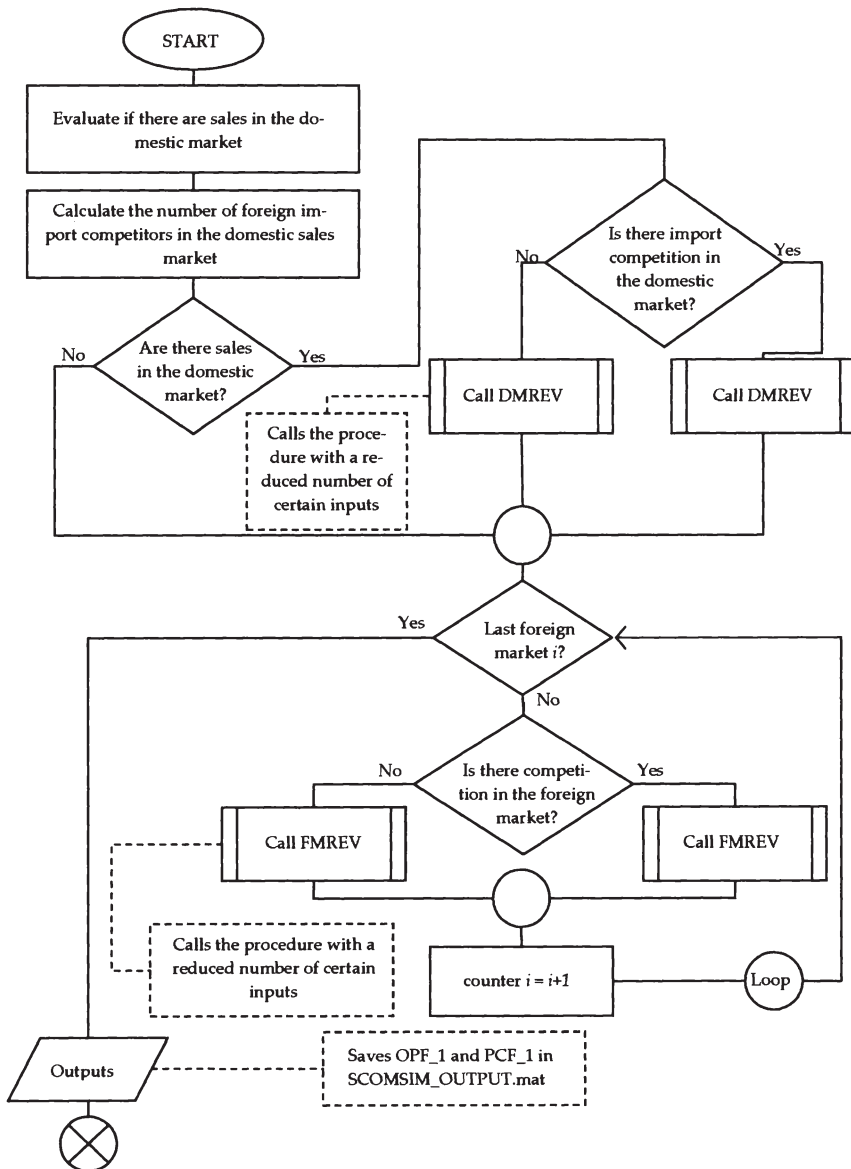 START
Evaluate if there are sales in the do-
mestic market
Calculate the number of foreign im-
port competitors in the domestic sales
market
Are there sales
in the domestic
market?
No
Yes
Is there import
competition in
the domestic
market?
No
Yes
Call DMREV
Call DMREV
Calls the proce-
dure with a re-
duced number of
certain inputs
Last foreign
market i?
Yes
No
Is there competi-
tion in the foreign
market?
No
Yes
Call FMREV
Call FMREV
Calls the procedure with a
reduced number of certain
inputs
counter i = i+1
Loop
Outputs
Saves OPF_1 and PCF_1 in
SCOMSIM_OUTPUT.mat